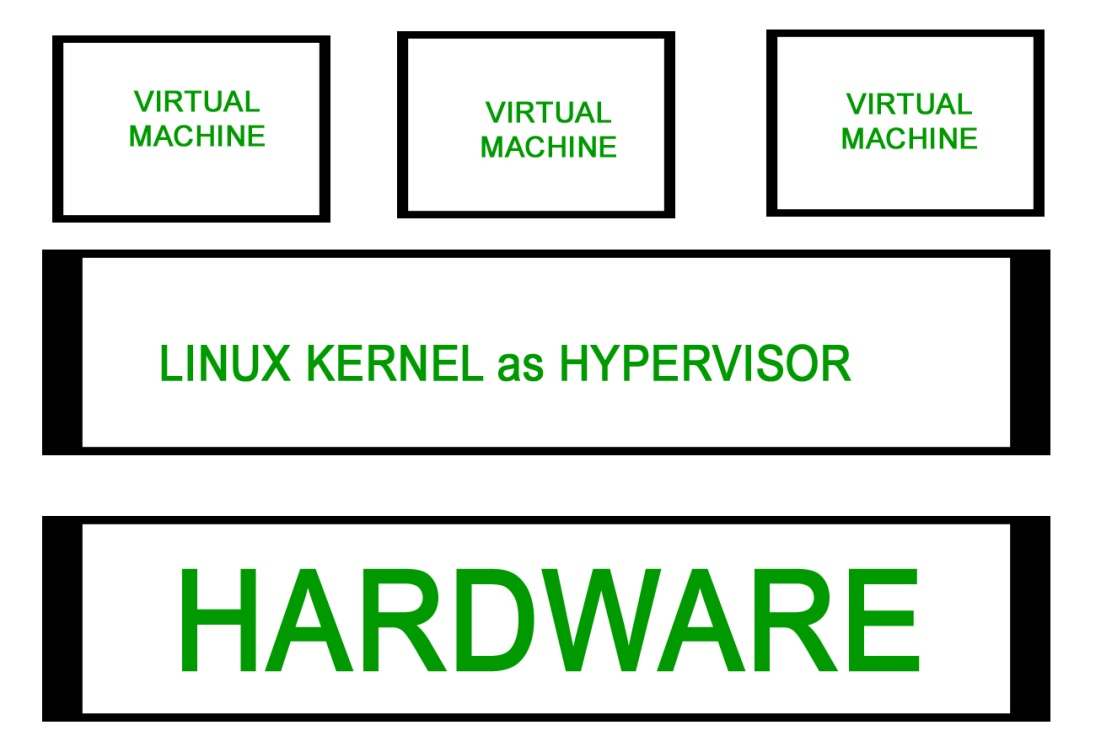 VIRTUAL
MACHINE
VIRTUAL
MACHINE
VIRTUAL
MACHINE
LINUX KERNEL as HYPERVISOR
HARDWARE